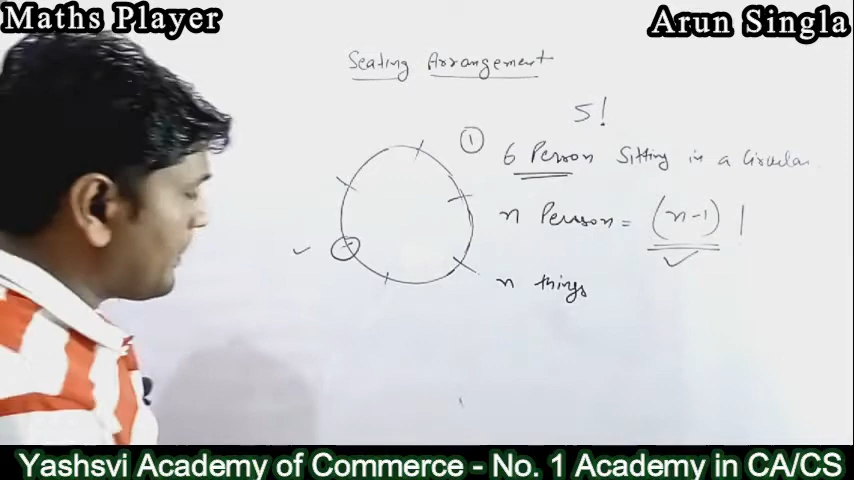 Maths Player
Arun Singla
Seating Arrangement
5!
① 6 Person Sitting in a Circular
n Person = (n-1)!
n things
Yashsvi Academy of Commerce - No. 1 Academy in CA/CS